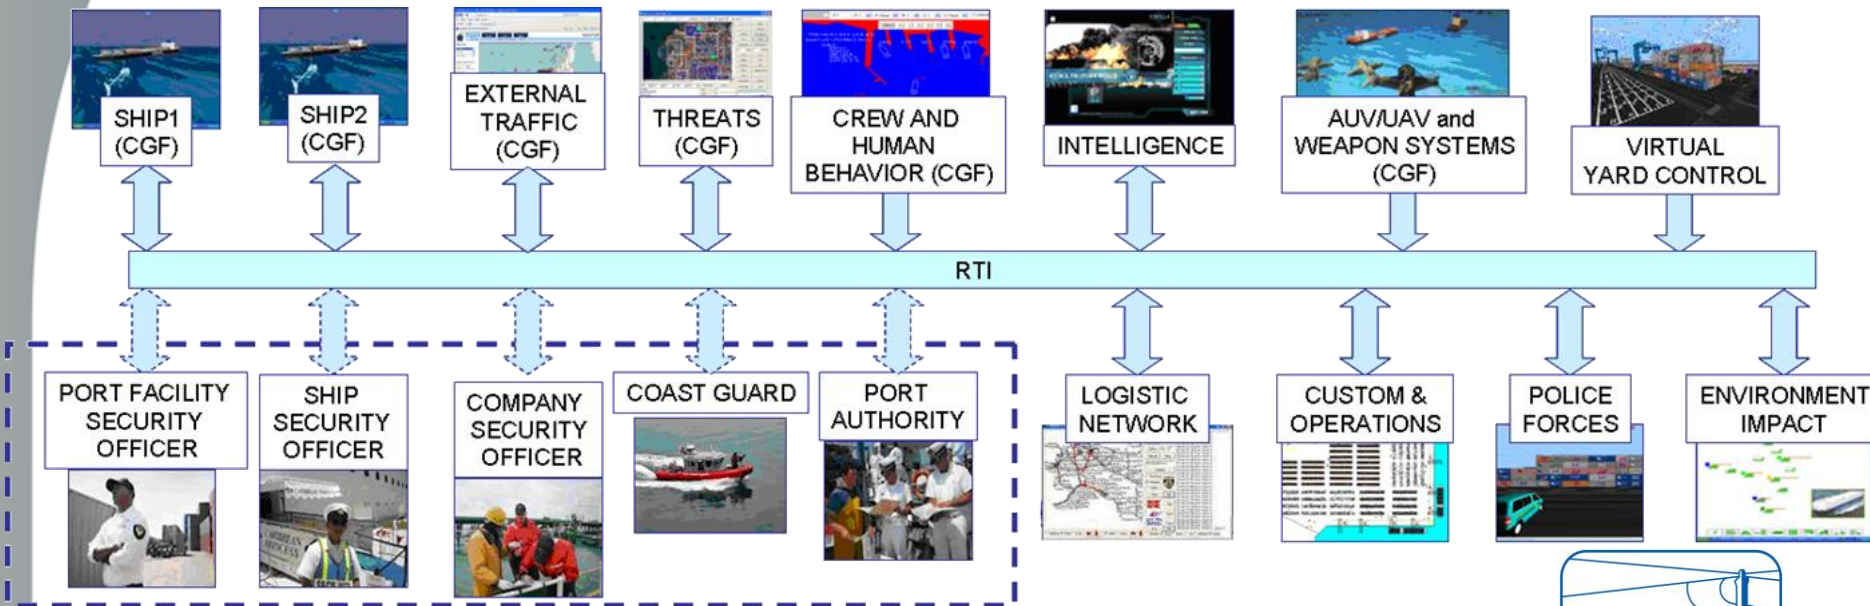 SHIP1
(CGF)
SHIP2
(CGF)
EXTERNAL
TRAFFIC
(CGF)
THREATS
(CGF)
CREW AND
HUMAN
BEHAVIOR (CGF)
INTELLIGENCE
AUV/UAV and
WEAPON SYSTEMS
(CGF)
VIRTUAL
YARD CONTROL
RTI
PORT FACILITY
SECURITY
OFFICER
SHIP
SECURITY
OFFICER
COMPANY
SECURITY
OFFICER
COAST GUARD
PORT
AUTHORITY
LOGISTIC
NETWORK
CUSTOM &
OPERATIONS
POLICE
FORCES
ENVIRONMENT
IMPACT